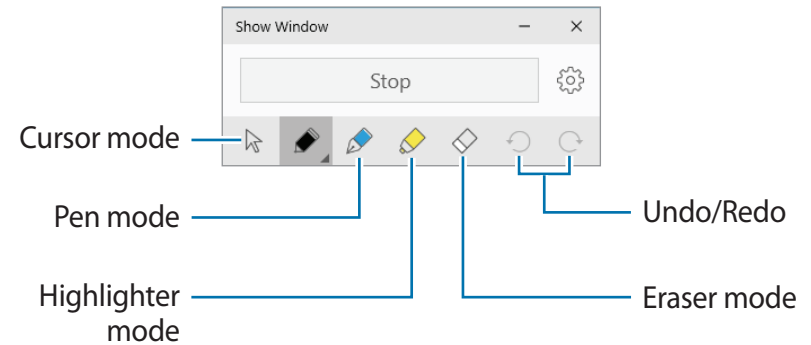 Show Window
Stop
Cursor mode
Pen mode
Undo/Redo
Highlighter
mode
Eraser mode